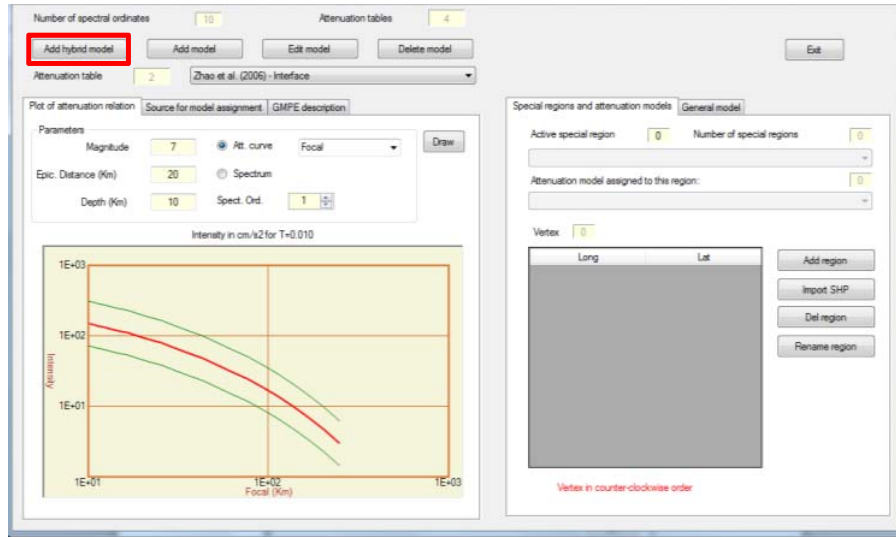 Number of spectral ordinates 10 Attenuation tables 4
Add hybrid model Add model Edit model Delete model Exit
Attenuation table 2 Zhao et al. (2006) - Interface
Plot of attenuation relation Source for model assignment GMPE description
Parameters
Magnitude 7 Att. curve Focal Draw
Epic. Distance (Km) 20 Spectrum
Depth (Km) 10 Spect. Ord. 1
Intensity in cm/s2 for T=0.010
1E+03
1E+02
1E+01
Intensity
1E+01 1E+02 1E+03
Focal (Km)
Special regions and attenuation models General model
Active special region 0 Number of special regions 0
Attenuation model assigned to this region: 0
Vertex 0
Long Lat
Add region
Import SHP
Del region
Rename region
Vertex in counter-clockwise order